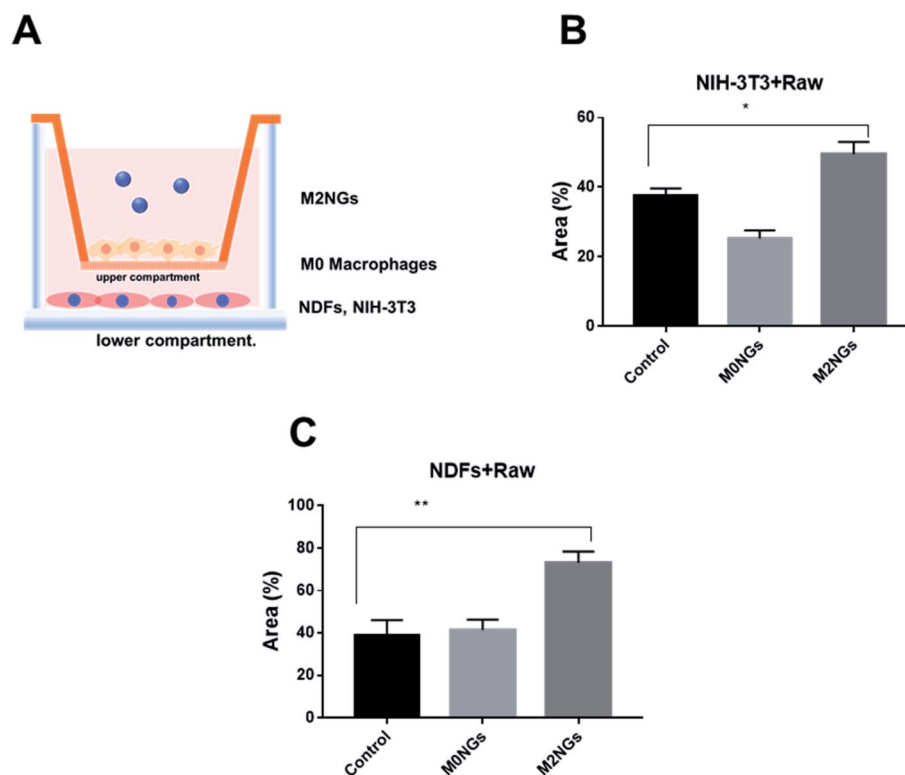 A
M2NGs
M0 Macrophages
upper compartment
NDFs, NIH-3T3
lower compartment.
B
NIH-3T3+Raw
*
60
40
20
0
Area (%)
Control
M0NGs
M2NGs
C
NDFs+Raw
**
100
80
60
40
20
0
Area (%)
Control
M0NGs
M2NGs